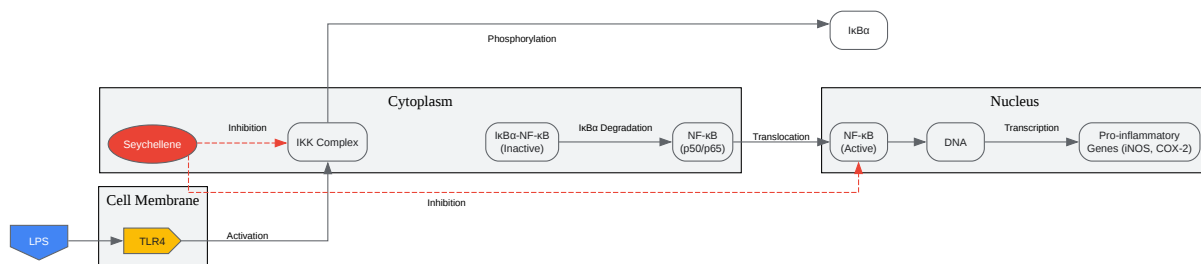 IκBα
Phosphorylation
Cytoplasm
Nucleus
Seychellene
Inhibition
IKK Complex
IκBα-NF-κB
(Inactive)
IκBα Degradation
NF-κB
(p50/p65)
Translocation
NF-κB
(Active)
DNA
Transcription
Pro-inflammatory
Genes (iNOS, COX-2)
Cell Membrane
Inhibition
LPS
TLR4
Activation